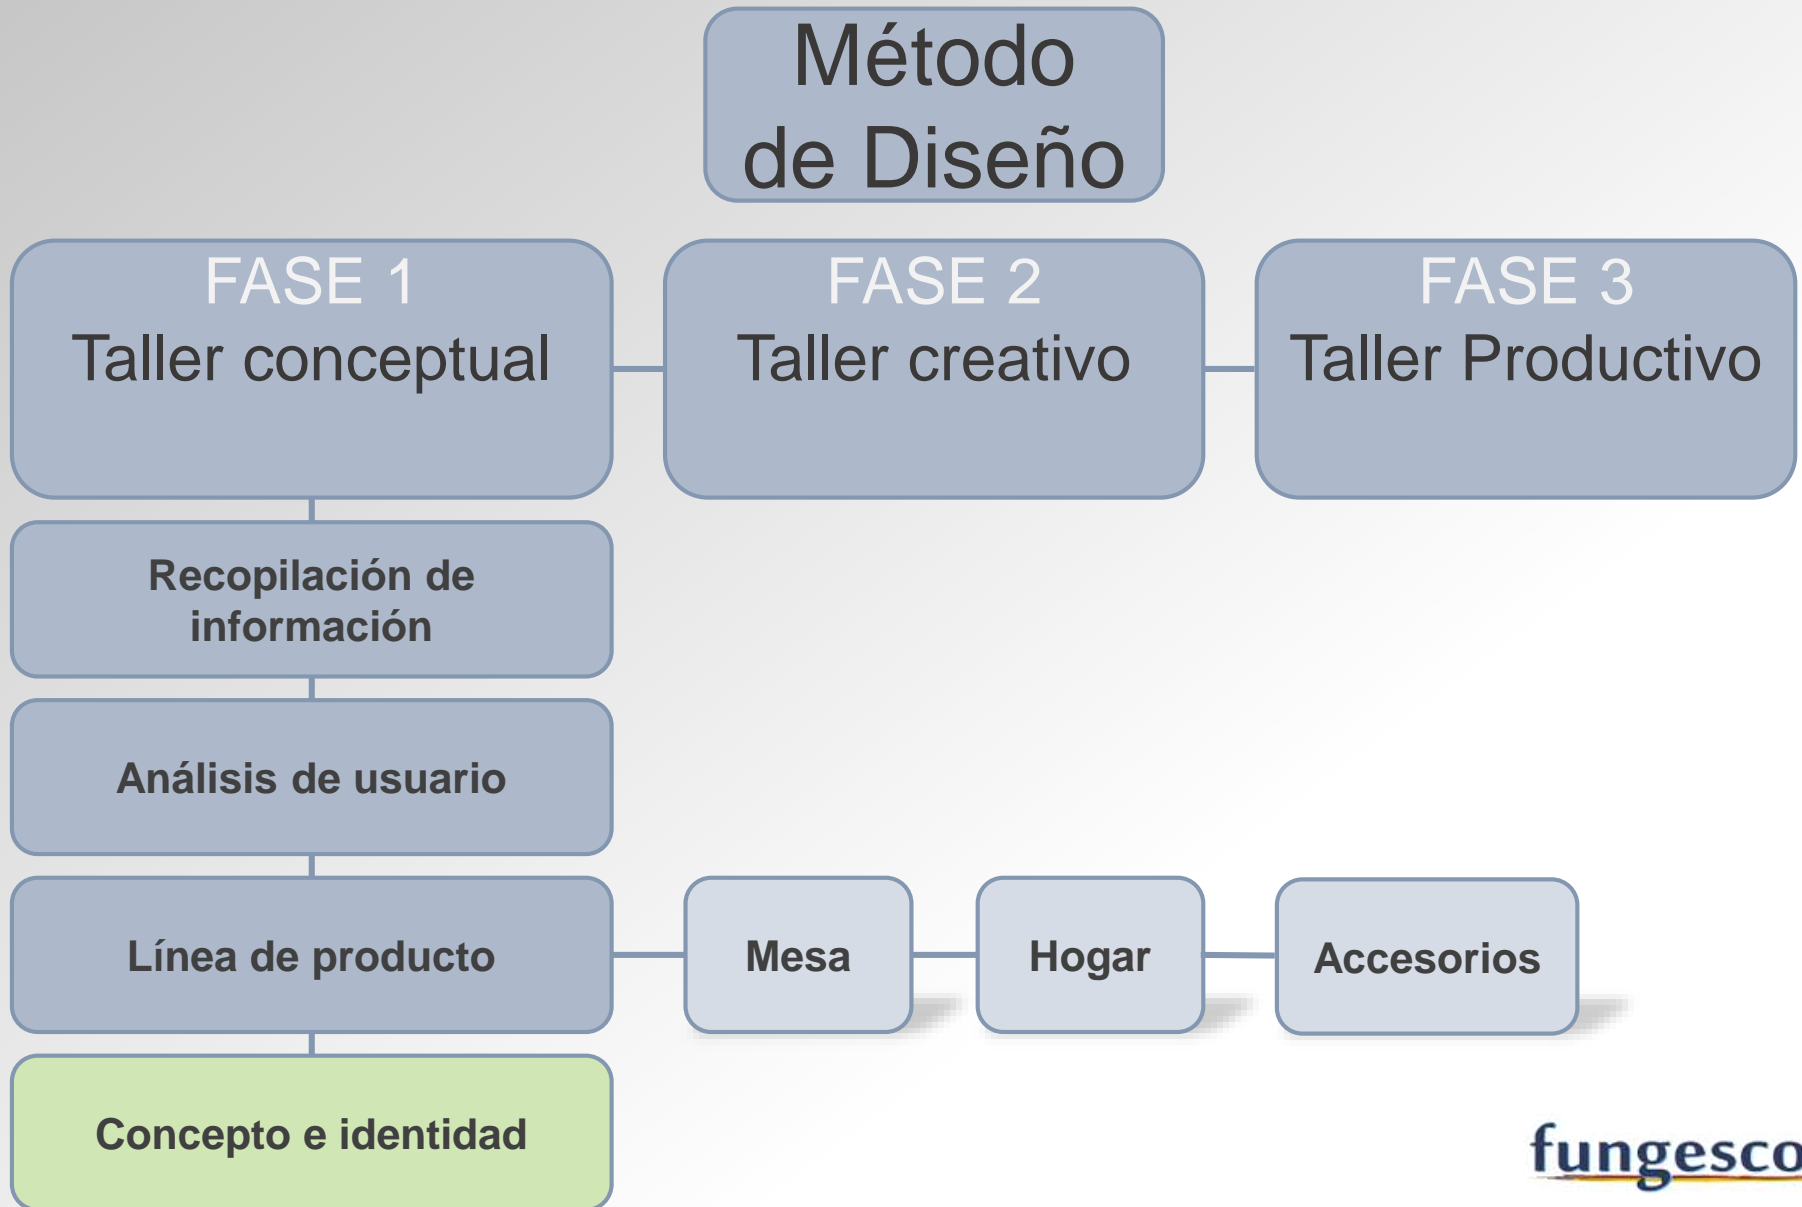 Método
de Diseño
FASE 1
Taller conceptual
FASE 2
Taller creativo
FASE 3
Taller Productivo
Recopilación de
información
Análisis de usuario
Línea de producto
Mesa
Hogar
Accesorios
Concepto e identidad
fungesco